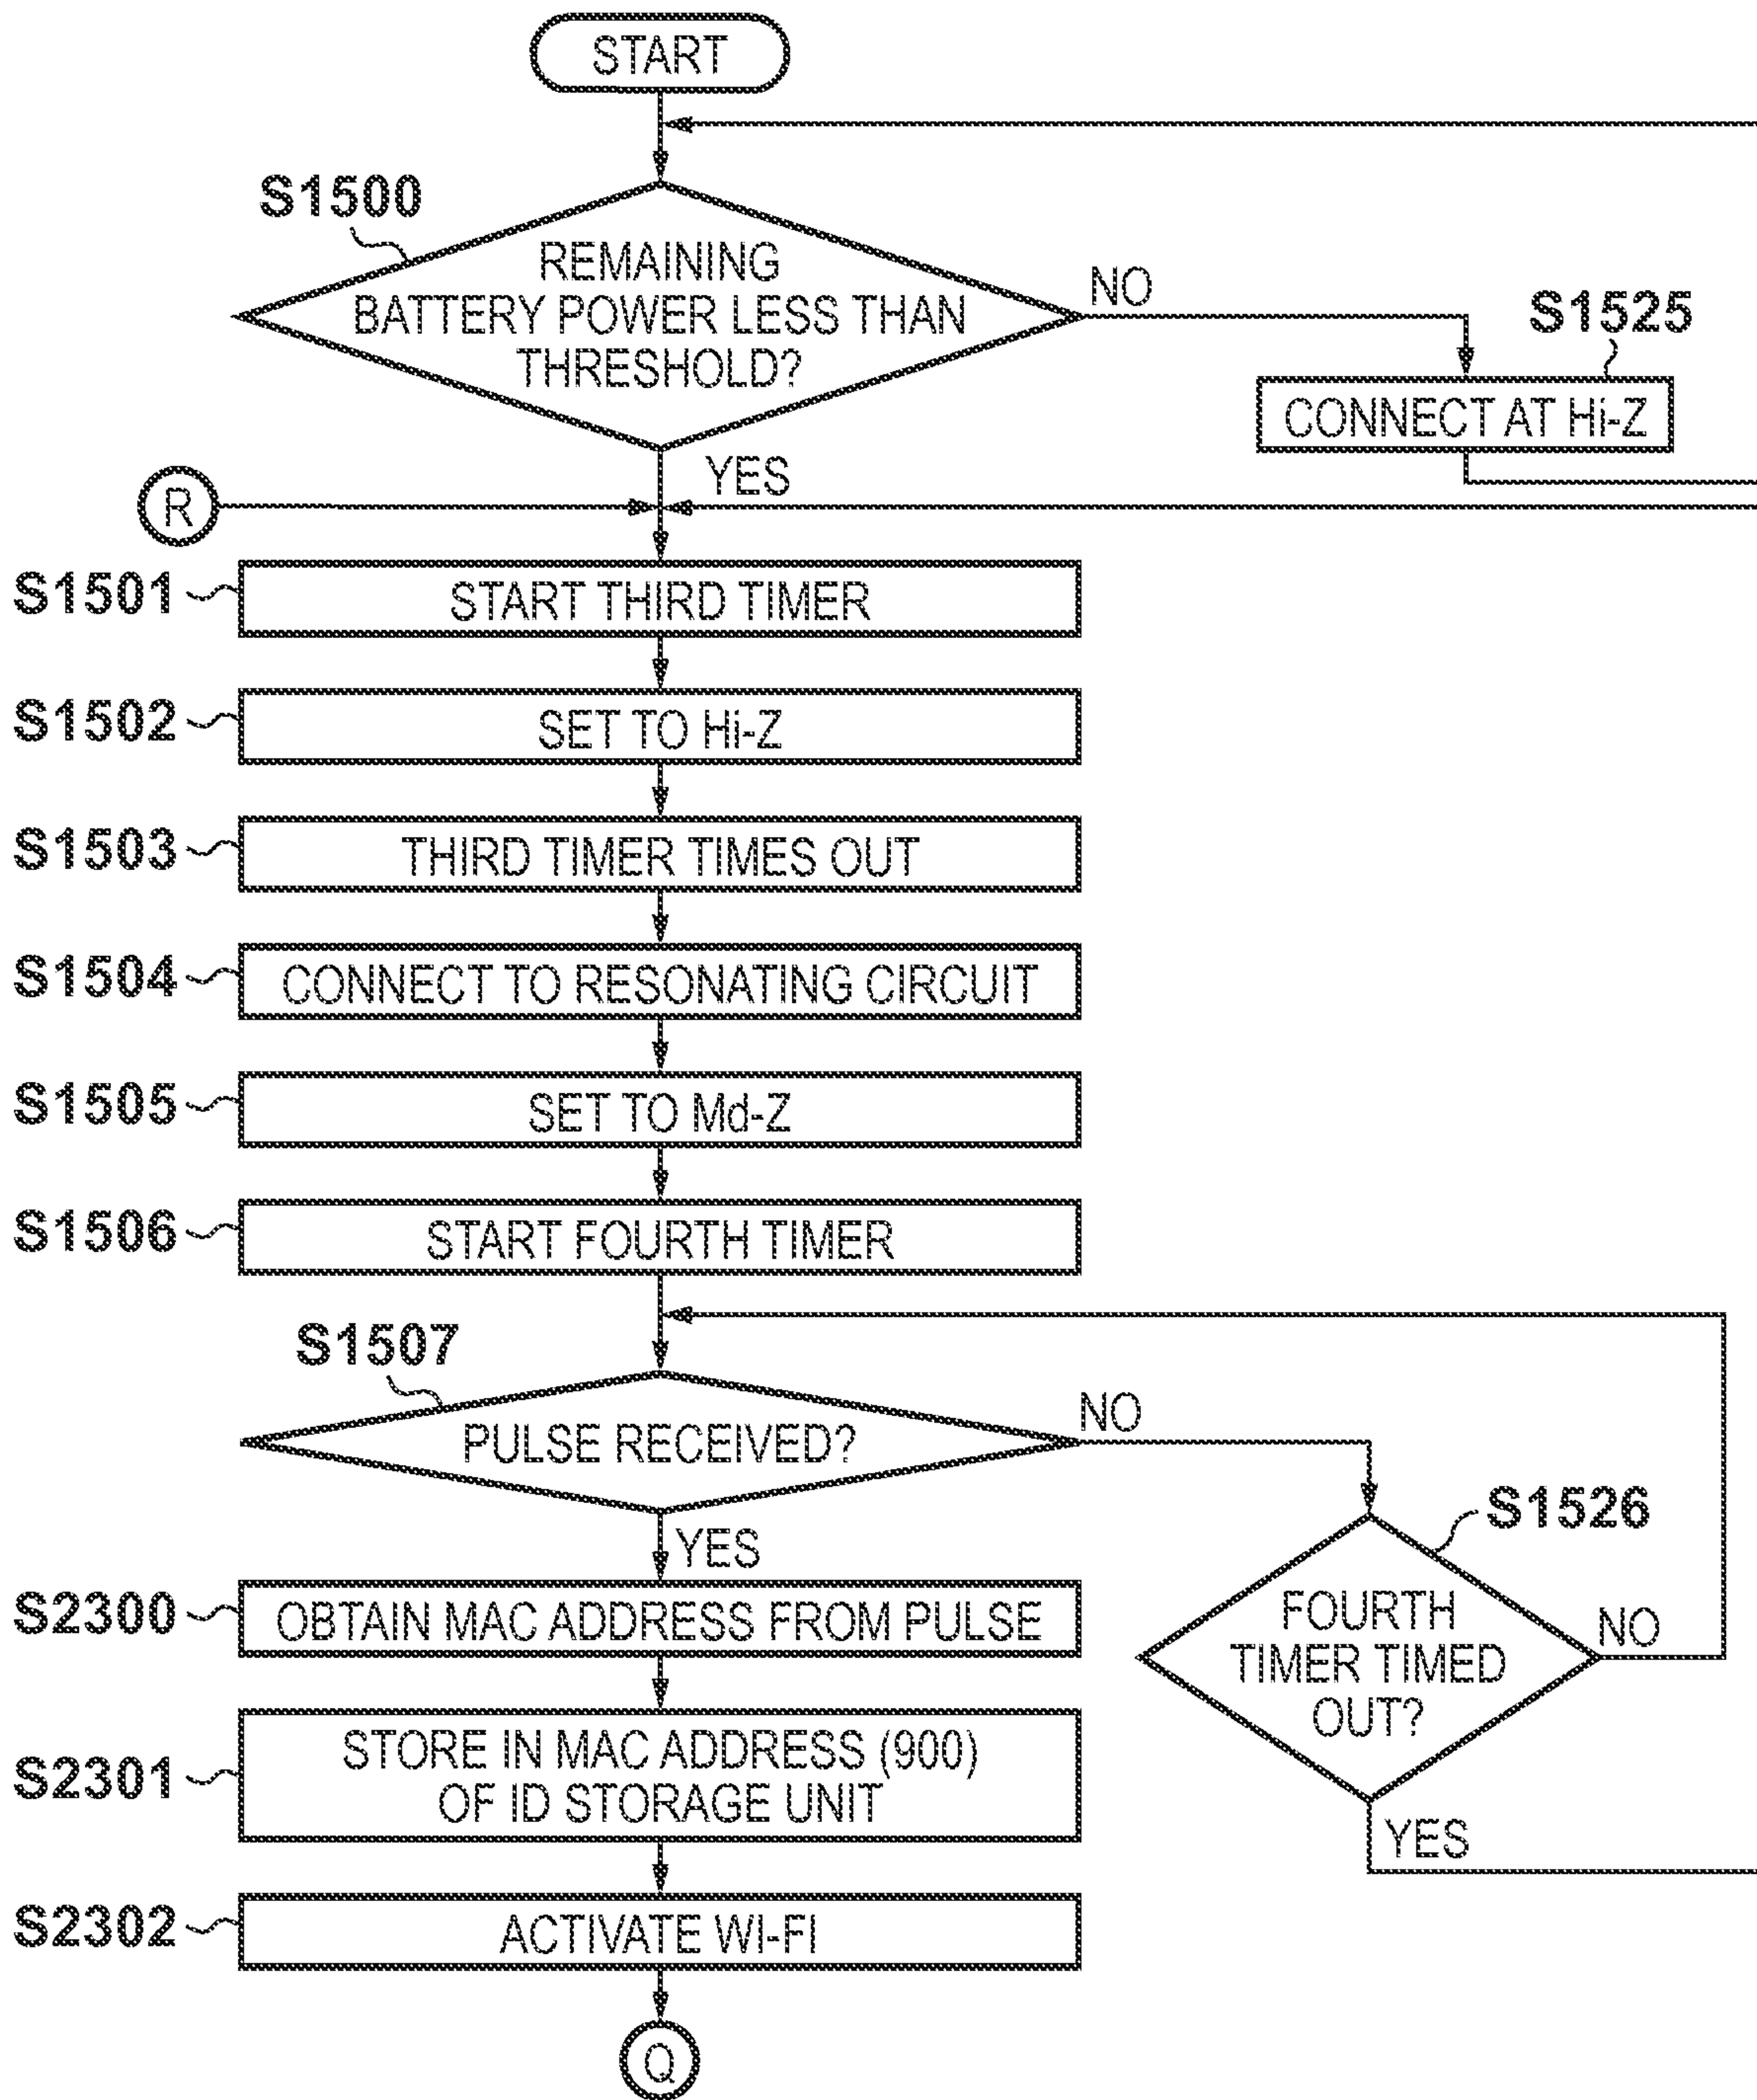 START
S1500
REMAINING
BATTERY POWER LESS THAN
THRESHOLD?
NO
S1525
CONNECT AT Hi-Z
YES
R
S1501
START THIRD TIMER
S1502
SET TO Hi-Z
S1503
THIRD TIMER TIMES OUT
S1504
CONNECT TO RESONATING CIRCUIT
S1505
SET TO Md-Z
S1506
START FOURTH TIMER
S1507
PULSE RECEIVED?
NO
YES
S1526
FOURTH
TIMER TIMED
OUT?
NO
YES
S2300
OBTAIN MAC ADDRESS FROM PULSE
S2301
STORE IN MAC ADDRESS (900)
OF ID STORAGE UNIT
S2302
ACTIVATE WI-FI
Q